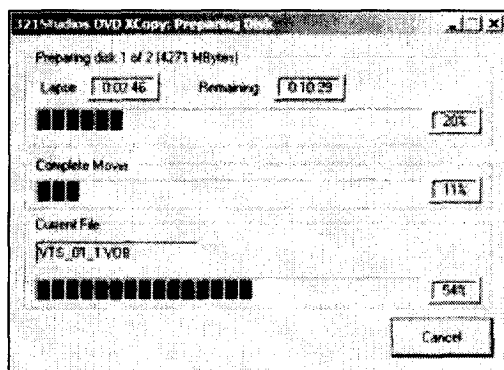 321Studios DVD XCopy: Preparing Disk
Preparing disk 1 of 2 (4271 MBytes)
Lapse 0:02:46 Remaining 0:10:29
20%
Complete Movie
11%
Current File
VTS_01_1.VOB
54%
Cancel